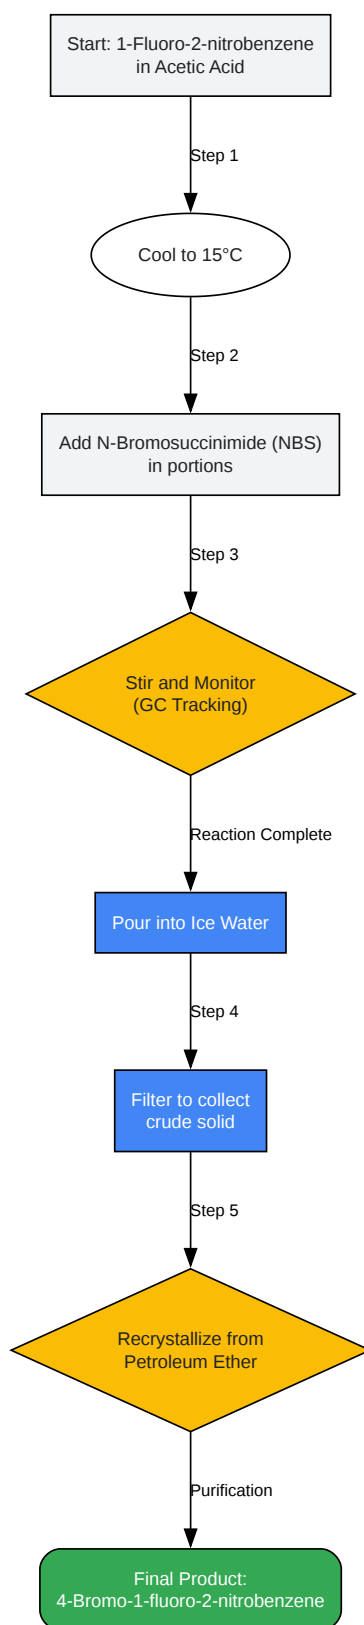 Start: 1-Fluoro-2-nitrobenzene
in Acetic Acid
Step 1
Cool to 15°C
Step 2
Add N-Bromosuccinimide (NBS)
in portions
Step 3
Stir and Monitor
(GC Tracking)
Reaction Complete
Pour into Ice Water
Step 4
Filter to collect
crude solid
Step 5
Recrystallize from
Petroleum Ether
Purification
Final Product:
4-Bromo-1-fluoro-2-nitrobenzene